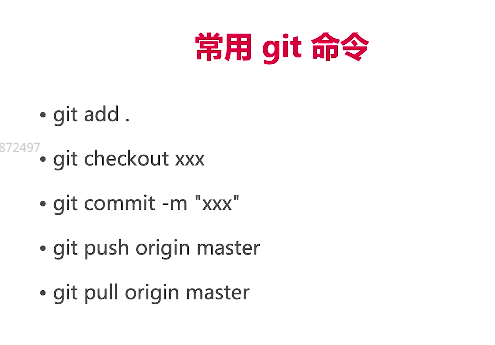 常用 git 命令
• git add .
872497
• git checkout xxx
• git commit -m "xxx"
• git push origin master
• git pull origin master